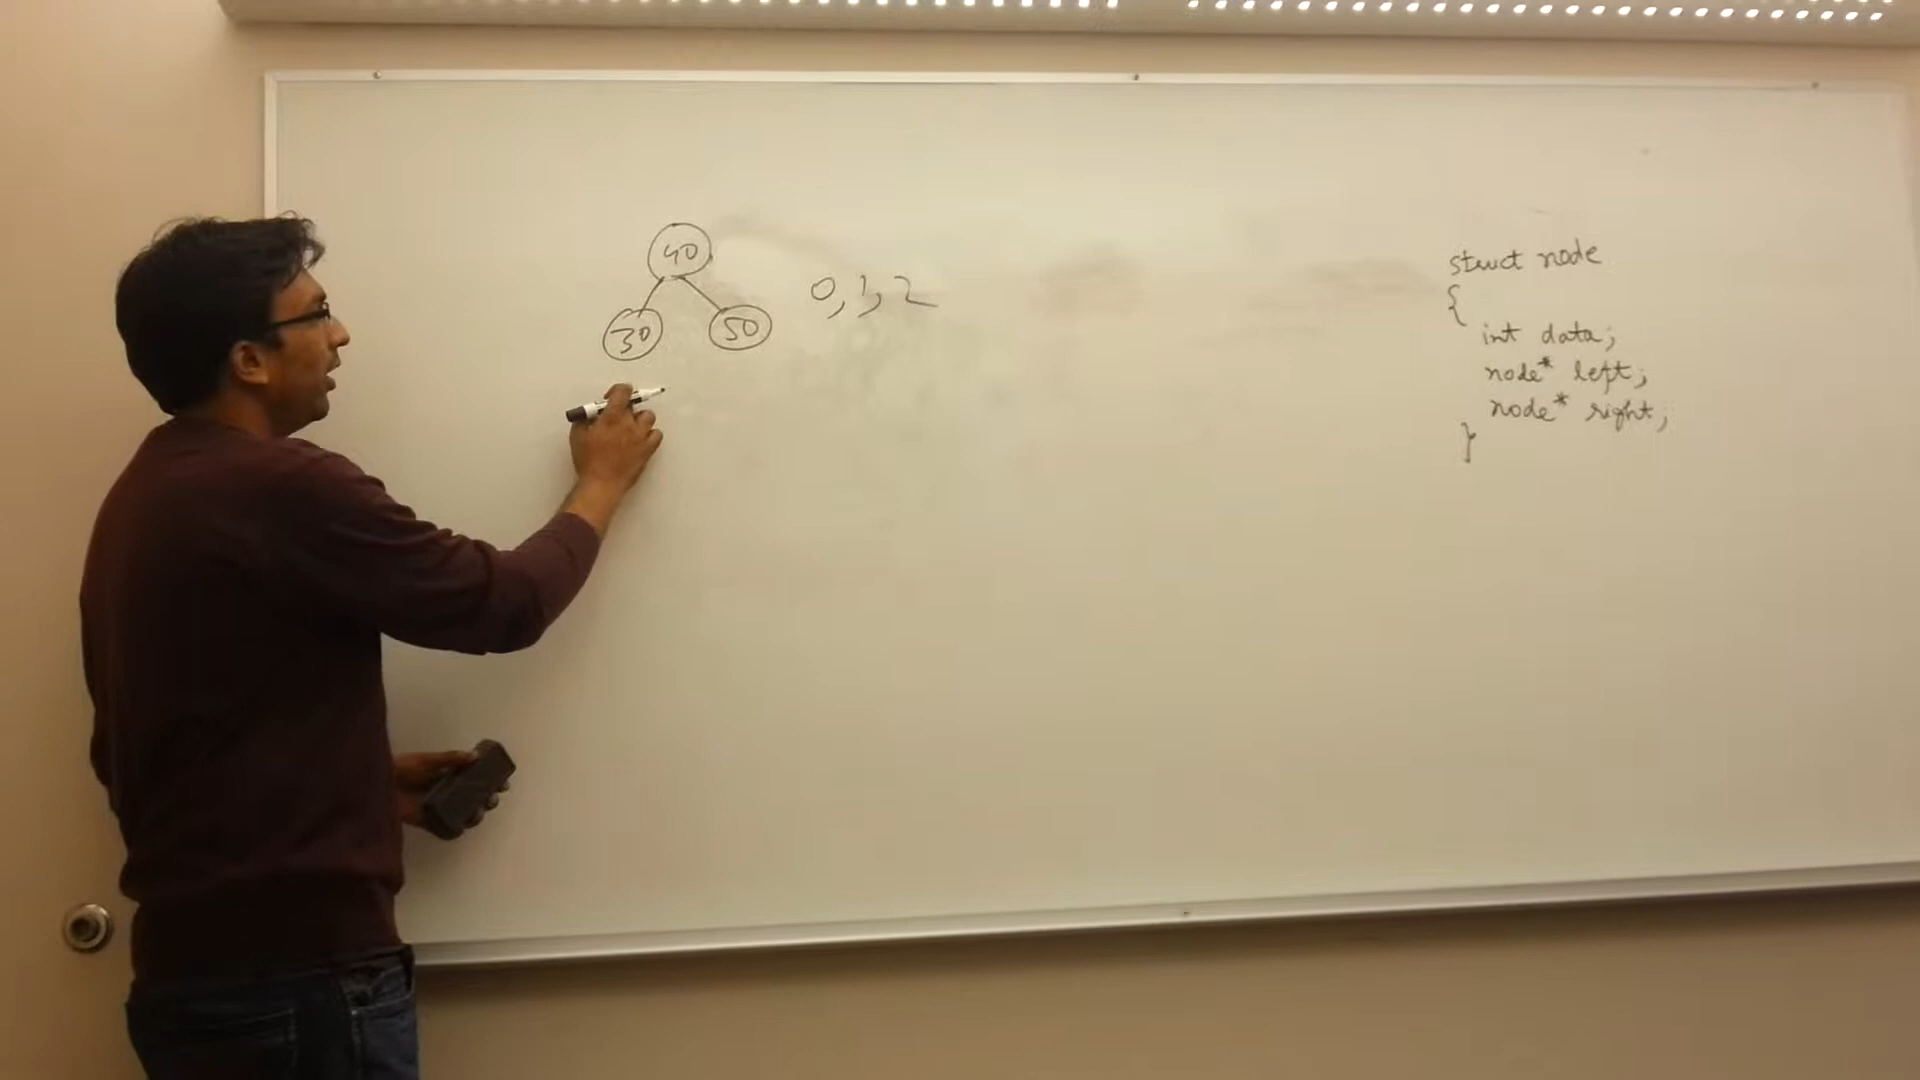 40
30 50
0, 1, 2
struct node
{
int data;
node* left;
node* right;
}